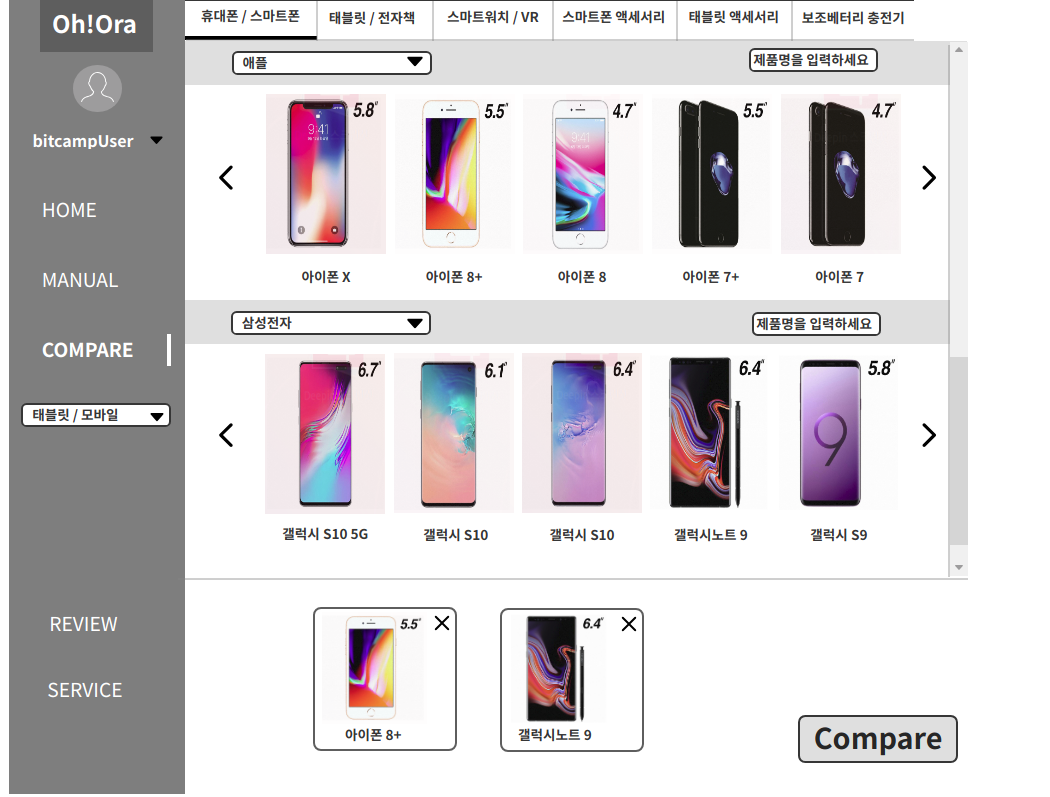 Oh!Ora
bitcampUser
HOME
MANUAL
COMPARE
태블릿 / 모바일
REVIEW
SERVICE
휴대폰 / 스마트폰
태블릿 / 전자책
스마트워치 / VR
스마트폰 액세서리
태블릿 액세서리
보조베터리 충전기
애플
제품명을 입력하세요
5.8"
5.5"
4.7"
5.5"
4.7"
9:41
9:41
아이폰 X
아이폰 8+
아이폰 8
아이폰 7+
아이폰 7
삼성전자
제품명을 입력하세요
6.7"
6.1"
6.4"
6.4"
5.8"
9
갤럭시 S10 5G
갤럭시 S10
갤럭시 S10
갤럭시노트 9
갤럭시 S9
5.5"
아이폰 8+
6.4"
갤럭시노트 9
Compare